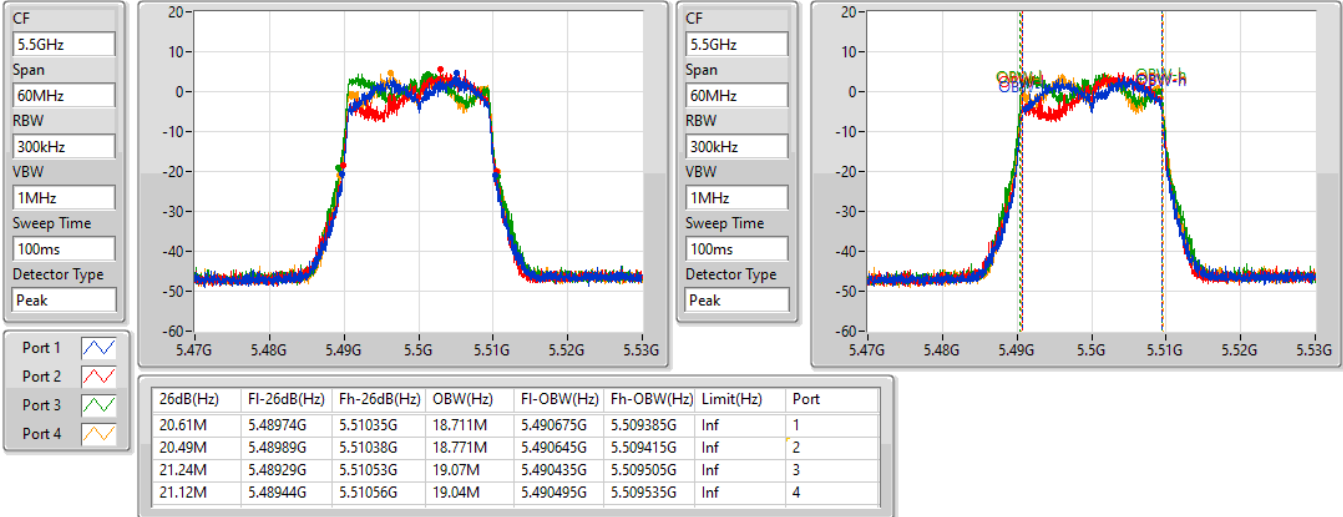 CF
5.5GHz
Span
60MHz
RBW
300kHz
VBW
1MHz
Sweep Time
100ms
Detector Type
Peak
20
10
0
-10
-20
-30
-40
-50
-60
5.47G 5.48G 5.49G 5.5G 5.51G 5.52G 5.53G
CF
5.5GHz
Span
60MHz
RBW
300kHz
VBW
1MHz
Sweep Time
100ms
Detector Type
Peak
20
10
0
-10
-20
-30
-40
-50
-60
OBW-h
5.47G 5.48G 5.49G 5.5G 5.51G 5.52G 5.53G
Port 1
Port 2
Port 3
Port 4
26dB(Hz) Fl-26dB(Hz) Fh-26dB(Hz) OBW(Hz) Fl-OBW(Hz) Fh-OBW(Hz) Limit(Hz) Port
20.61M 5.48974G 5.51035G 18.711M 5.490675G 5.509385G Inf 1
20.49M 5.48989G 5.51038G 18.771M 5.490645G 5.509415G Inf 2
21.24M 5.48929G 5.51053G 19.07M 5.490435G 5.509505G Inf 3
21.12M 5.48944G 5.51056G 19.04M 5.490495G 5.509535G Inf 4